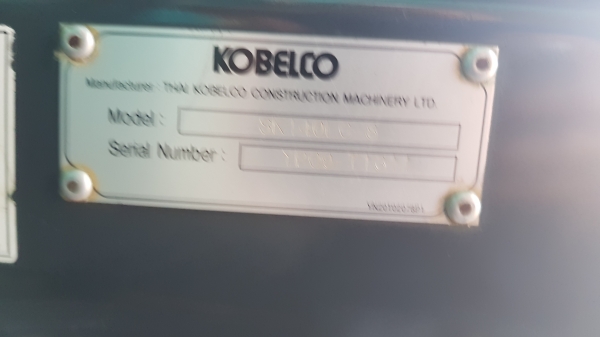 KOBELCO
Manufacturer : THAI KOBELCO CONSTRUCTION MACHINERY LTD.
Model :
Serial Number :